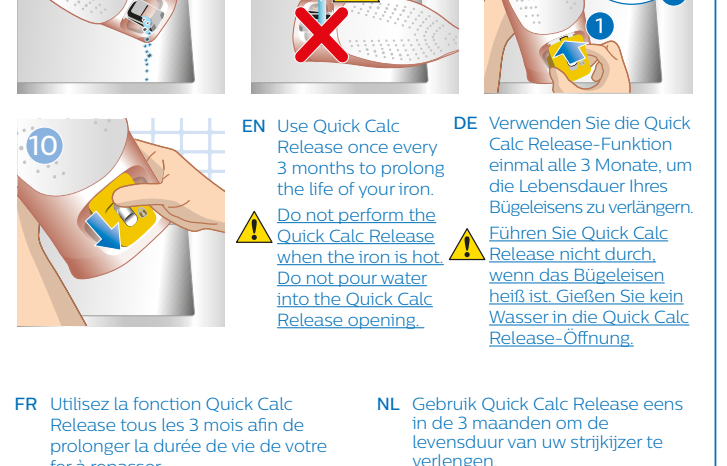 1
10
EN Use Quick Calc
Release once every
3 months to prolong
the life of your iron.
Do not perform the
Quick Calc Release
when the iron is hot.
Do not pour water
into the Quick Calc
Release opening.
DE Verwenden Sie die Quick
Calc Release-Funktion
einmal alle 3 Monate, um
die Lebensdauer Ihres
Bügeleisens zu verlängern.
Führen Sie Quick Calc
Release nicht durch,
wenn das Bügeleisen
heiß ist. Gießen Sie kein
Wasser in die Quick Calc
Release-Öffnung.
FR Utilisez la fonction Quick Calc
Release tous les 3 mois afin de
prolonger la durée de vie de votre
fer à repasser
NL Gebruik Quick Calc Release eens
in de 3 maanden om de
levensduur van uw strijkijzer te
verlengen